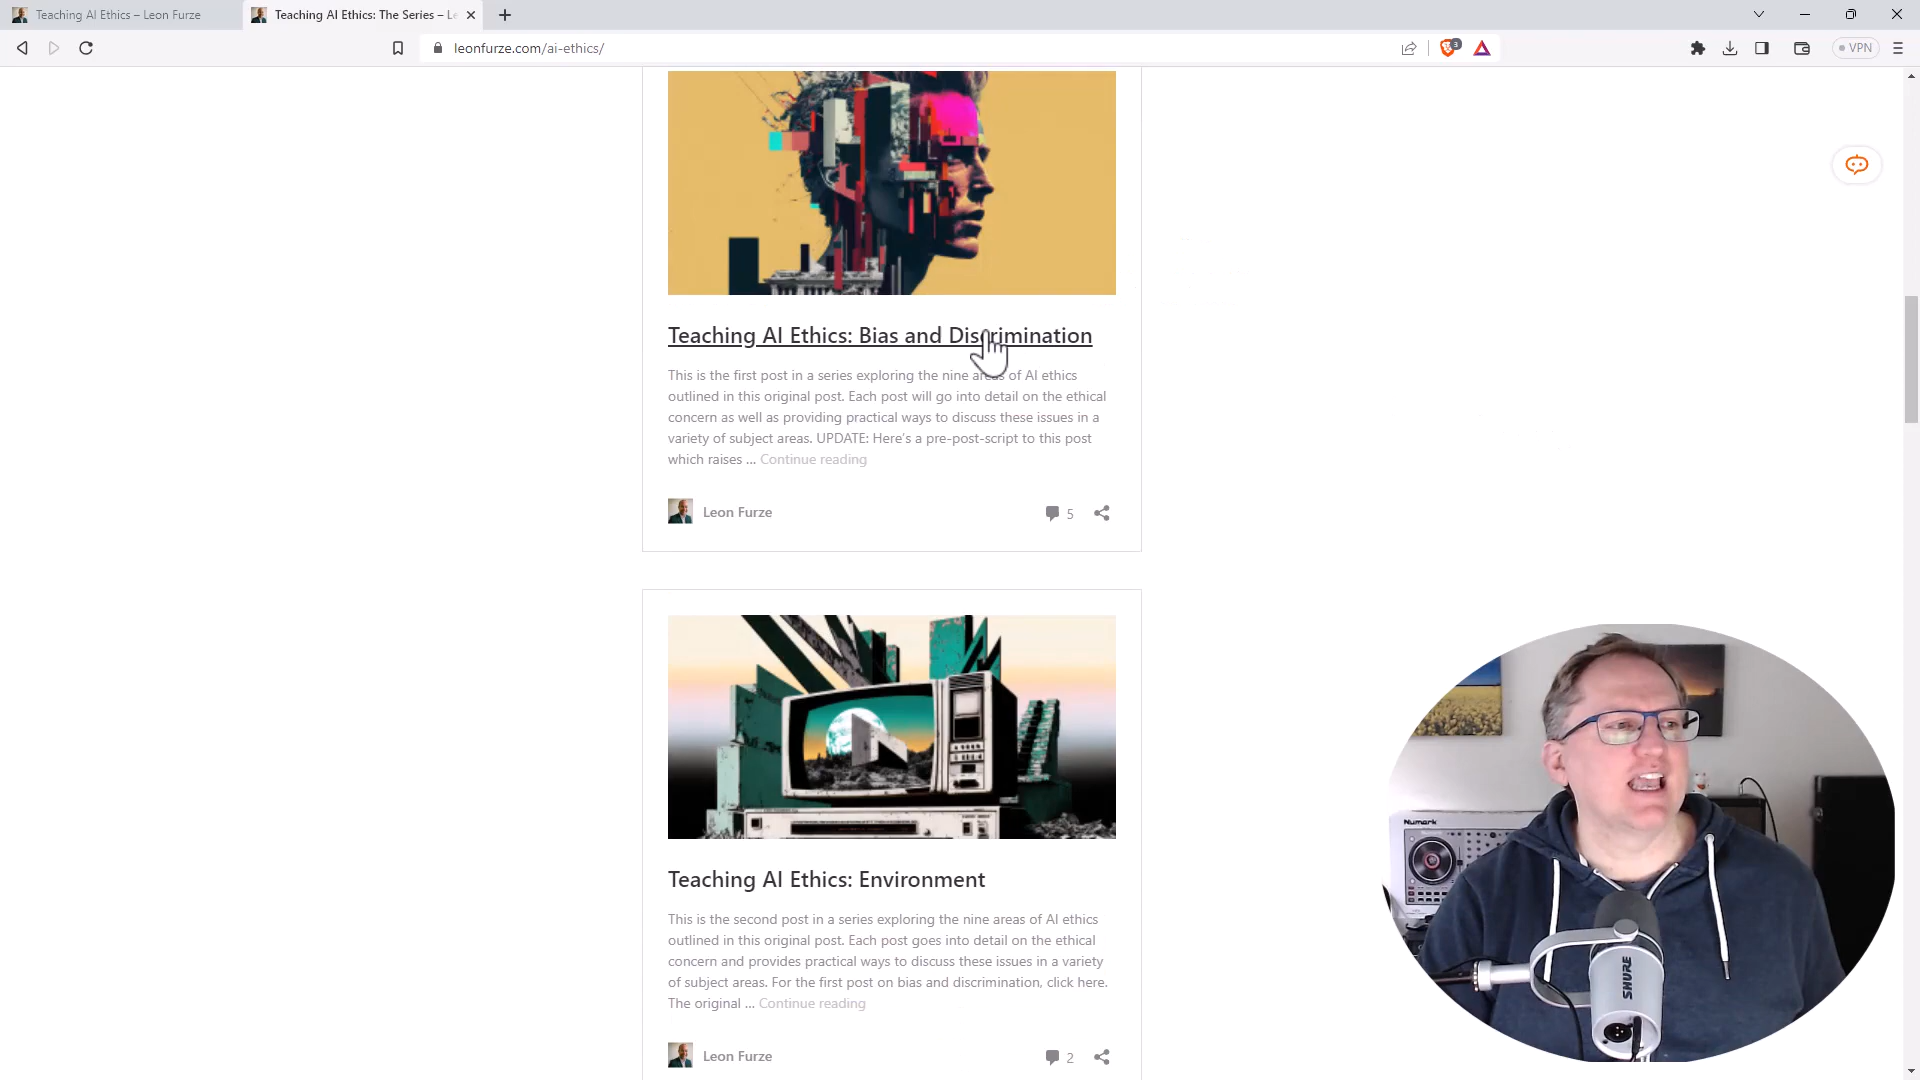 Teaching AI Ethics – Leon Furze
Teaching AI Ethics: The Series – Le
leonfurze.com/ai-ethics/
3
VPN
Teaching AI Ethics: Bias and Discrimination
This is the first post in a series exploring the nine areas of AI ethics
outlined in this original post. Each post will go into detail on the ethical
concern as well as providing practical ways to discuss these issues in a
variety of subject areas. UPDATE: Here’s a pre-post-script to this post
which raises … Continue reading
Leon Furze
5
Teaching AI Ethics: Environment
This is the second post in a series exploring the nine areas of AI ethics
outlined in this original post. Each post goes into detail on the ethical
concern and provides practical ways to discuss these issues in a variety
of subject areas. For the first post on bias and discrimination, click here.
The original … Continue reading
Leon Furze
2
Numark
SHURE